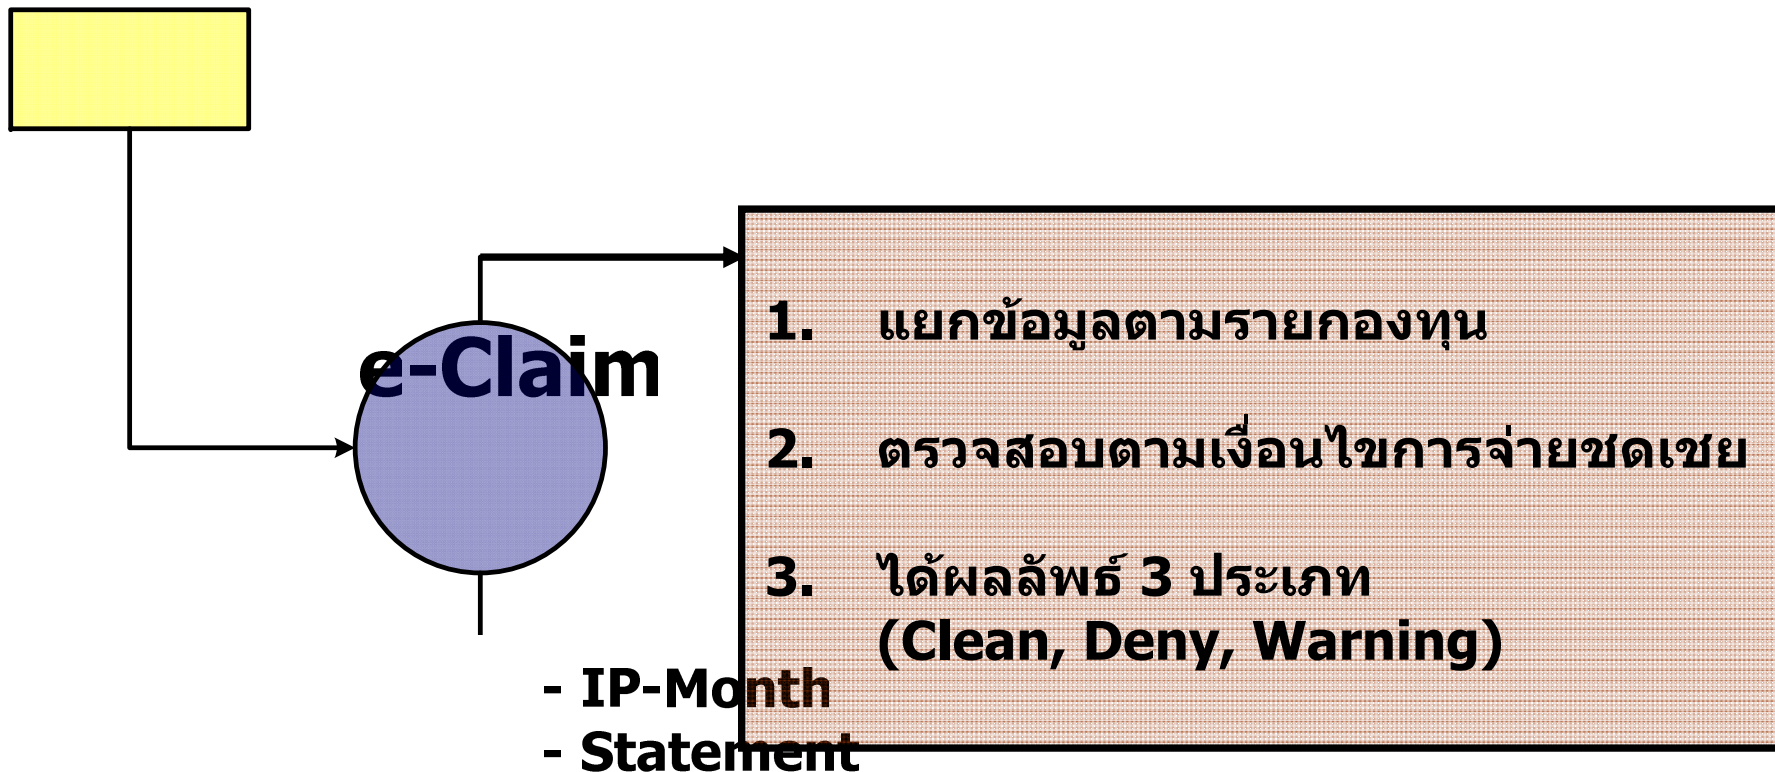 e-Claim
1. แยกข้อมูลตามรายกองทุน
2. ตรวจสอบตามเงื่อนไขการจ่ายชดเชย
3. ได้ผลลัพธ์ 3 ประเภท
(Clean, Deny, Warning)
- IP-Month
- Statement